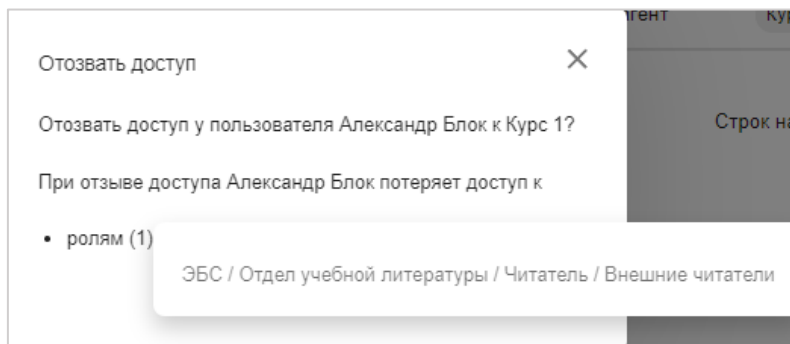 Отозвать доступ
Отозвать доступ у пользователя Александр Блок к Курс 1?
Строк
При отзыве доступа Александр Блок потеряет доступ к
• ролям (1)
ЭБС / Отдел учебной литературы / Читатель / Внешние читатели